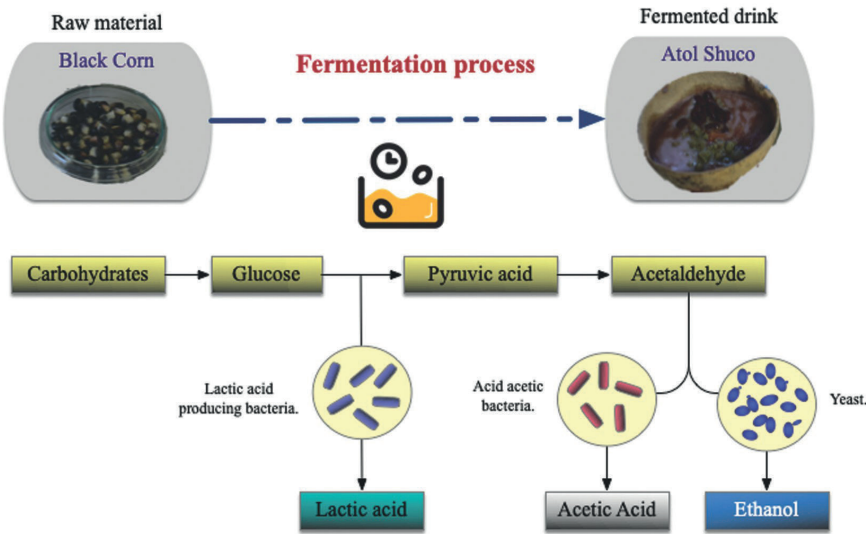 Raw material
Fermented drink
Black Corn
Fermentation process
Atol Shuco
Carbohydrates
Glucose
Pyruvic acid
Acetaldehyde
Lactic acid
producing bacteria.
Acid acetic
bacteria.
Yeast.
Lactic acid
Acetic Acid
Ethanol